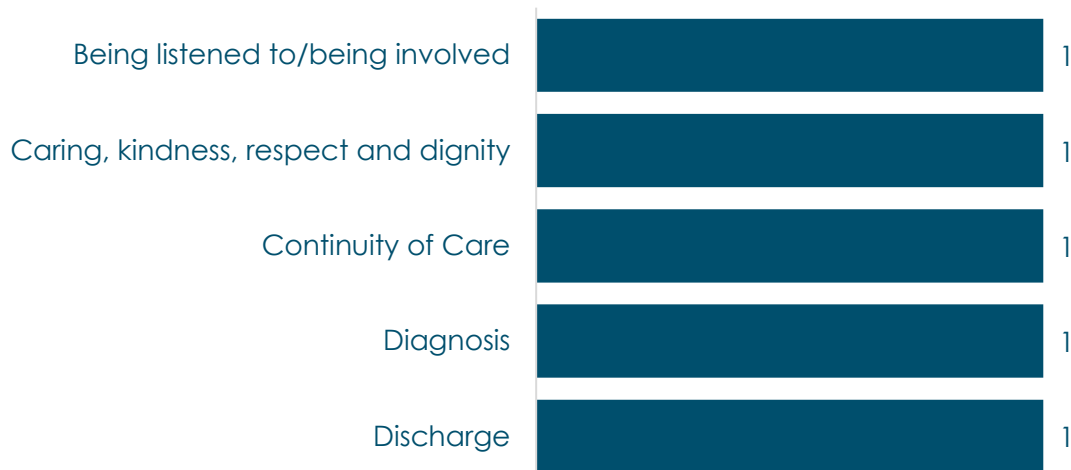 Being listened to/being involved 1
Caring, kindness, respect and dignity 1
Continuity of Care 1
Diagnosis 1
Discharge 1